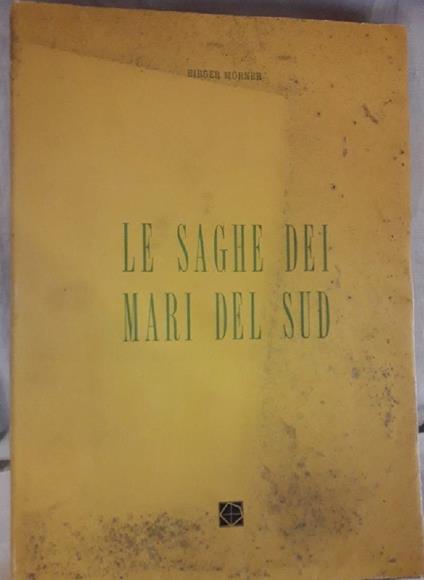 BIRGER MÖRNER
LE SAGHE DEI
MARI DEL SUD